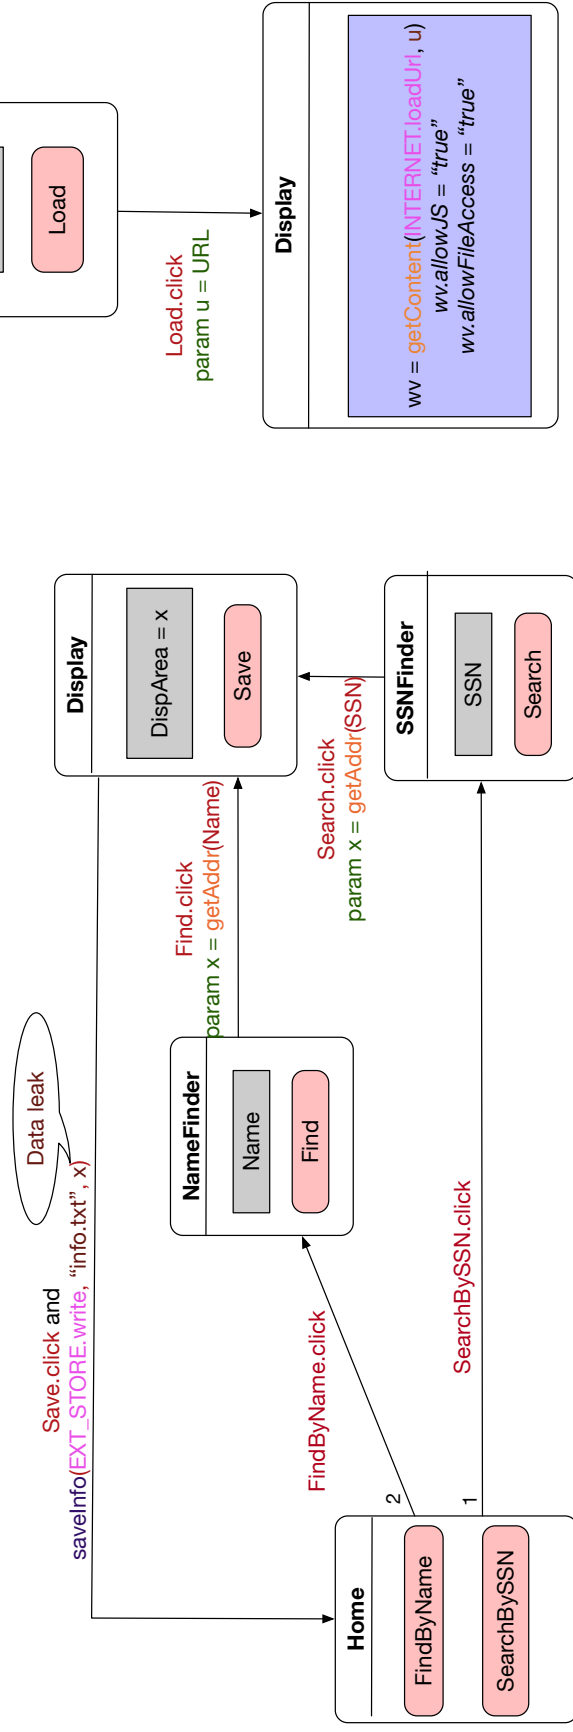 Data leak
Save.click and
saveInfo(EXT_STORE.write, “info.txt”, x)
Home
FindByName
SearchBySSN
2
1
FindByName.click
SearchBySSN.click
NameFinder
Name
Find
Find.click
param x = getAddr(Name)
Display
DispArea = x
Save
Search.click
param x = getAddr(SSN)
SSNFinder
SSN
Search
Load
Load.click
param u = URL
Display
wv = getContent(INTERNET.loadUrl, u)
wv.allowJS = “true”
wv.allowFileAccess = “true”